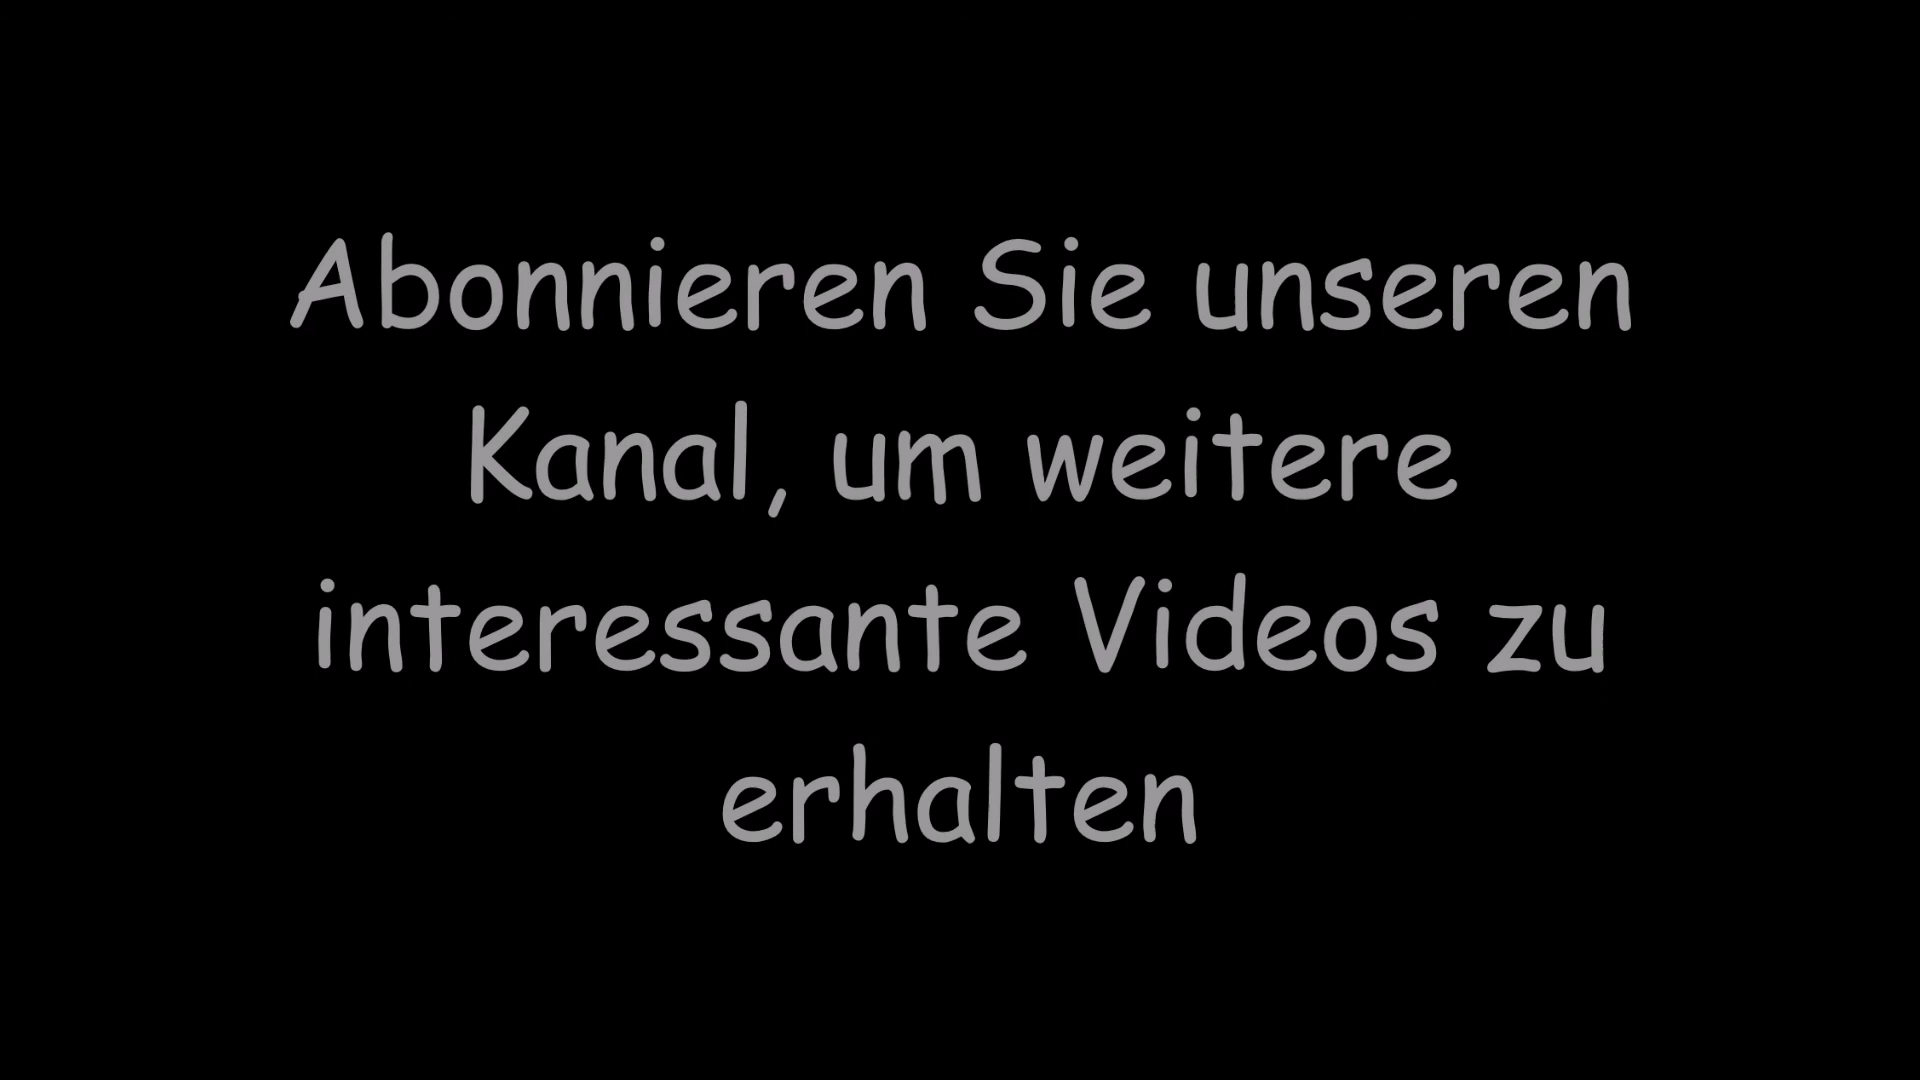 Abonnieren Sie unseren
Kanal, um weitere
interessante Videos zu
erhalten